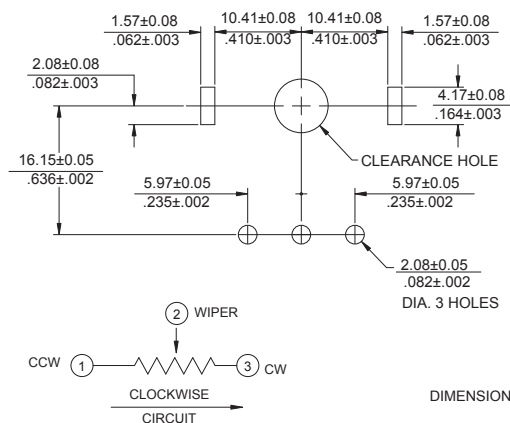 1.57±0.08 10.41±0.08 10.41±0.08 1.57±0.08
.062±.003 .410±.003 .410±.003 .062±.003
2.08±0.08
.082±.003
4.17±0.08
.164±.003
CLEARANCE HOLE
16.15±0.05
.636±.002
5.97±0.05 5.97±0.05
.235±.002 .235±.002
2.08±0.05
.082±.002
DIA. 3 HOLES
2 WIPER
CCW 1 3 CW
CLOCKWISE
CIRCUIT
DIMENSION